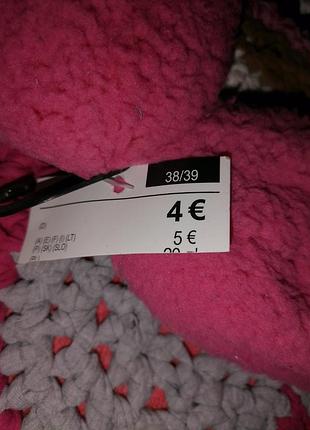 38/39
(D) 4 €
(A) (E) (F) (I) (LT) 5 €
(P) (SK) (SLO)